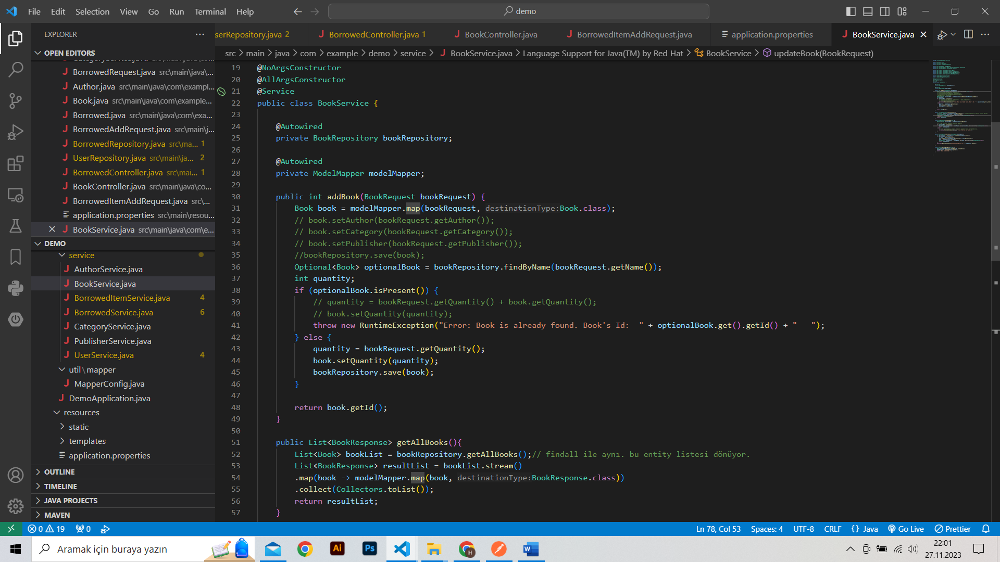 File Edit Selection View Go Run Terminal Help
demo
EXPLORER
serRepository.java 2
BorrowedController.java 1
BookController.java
BorrowedItemAddRequest.java
application.properties
BookService.java
src > main > java > com > example > demo > service > BookService.java > Language Support for Java(TM) by Red Hat > BookService > updateBook(BookRequest)
OPEN EDITORS
BorrowedRequest.java src\main\java\...
Author.java src\main\java\com\exampl...
Book.java src\main\java\com\example...
Borrowed.java src\main\java\com\exa...
BorrowedAddRequest.java src\main\j...
BorrowedRepository.java src\ma... 1
UserRepository.java src\main\ja... 2
BorrowedController.java src\mai... 1
BookController.java src\main\java\co...
BorrowedItemAddRequest.java src\...
application.properties src\main\resou...
BookService.java src\main\java\com\e...
DEMO
service
AuthorService.java
BookService.java
BorrowedItemService.java 4
BorrowedService.java 6
CategoryService.java
PublisherService.java
UserService.java 4
util\mapper
MapperConfig.java
DemoApplication.java
resources
static
templates
application.properties
OUTLINE
TIMELINE
JAVA PROJECTS
MAVEN
19 @NoArgsConstructor
20 @AllArgsConstructor
21 @Service
22 public class BookService {
23
24 @Autowired
25 private BookRepository bookRepository;
26
27 @Autowired
28 private ModelMapper modelMapper;
29
30 public int addBook(BookRequest bookRequest) {
31 Book book = modelMapper.map(bookRequest, destinationType:Book.class);
32 // book.setAuthor(bookRequest.getAuthor());
33 // book.setCategory(bookRequest.getCategory());
34 // book.setPublisher(bookRequest.getPublisher());
35 //bookRepository.save(book);
36 Optional<Book> optionalBook = bookRepository.findByName(bookRequest.getName());
37 int quantity;
38 if (optionalBook.isPresent()) {
39 // quantity = bookRequest.getQuantity() + book.getQuantity();
40 // book.setQuantity(quantity);
41 throw new RuntimeException("Error: Book is already found. Book's Id:  " + optionalBook.get().getId() + "   ");
42 } else {
43 quantity = bookRequest.getQuantity();
44 book.setQuantity(quantity);
45 bookRepository.save(book);
46 }
47
48 return book.getId();
49 }
50
51 public List<BookResponse> getAllBooks(){
52 List<Book> bookList = bookRepository.getAllBooks();// findall ile aynı. bu entity listesi dönüyor.
53 List<BookResponse> resultList = bookList.stream()
54 .map(book -> modelMapper.map(book, destinationType:BookResponse.class))
55 .collect(Collectors.toList());
56 return resultList;
57 }
0 19 0
Ln 78, Col 53 Spaces: 4 UTF-8 CRLF {} Java Go Live Prettier
Aramak için buraya yazın
Ai
Ps
H
W
22:01
27.11.2023